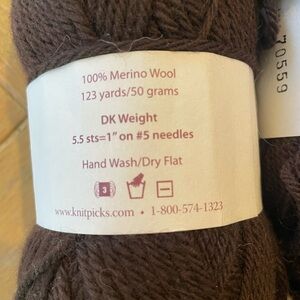 100% Merino Wool
123 yards/50 grams
DK Weight
5.5 sts=1" on #5 needles
Hand Wash/Dry Flat
3
www.knitpicks.com • 1-800-574-1323
70559